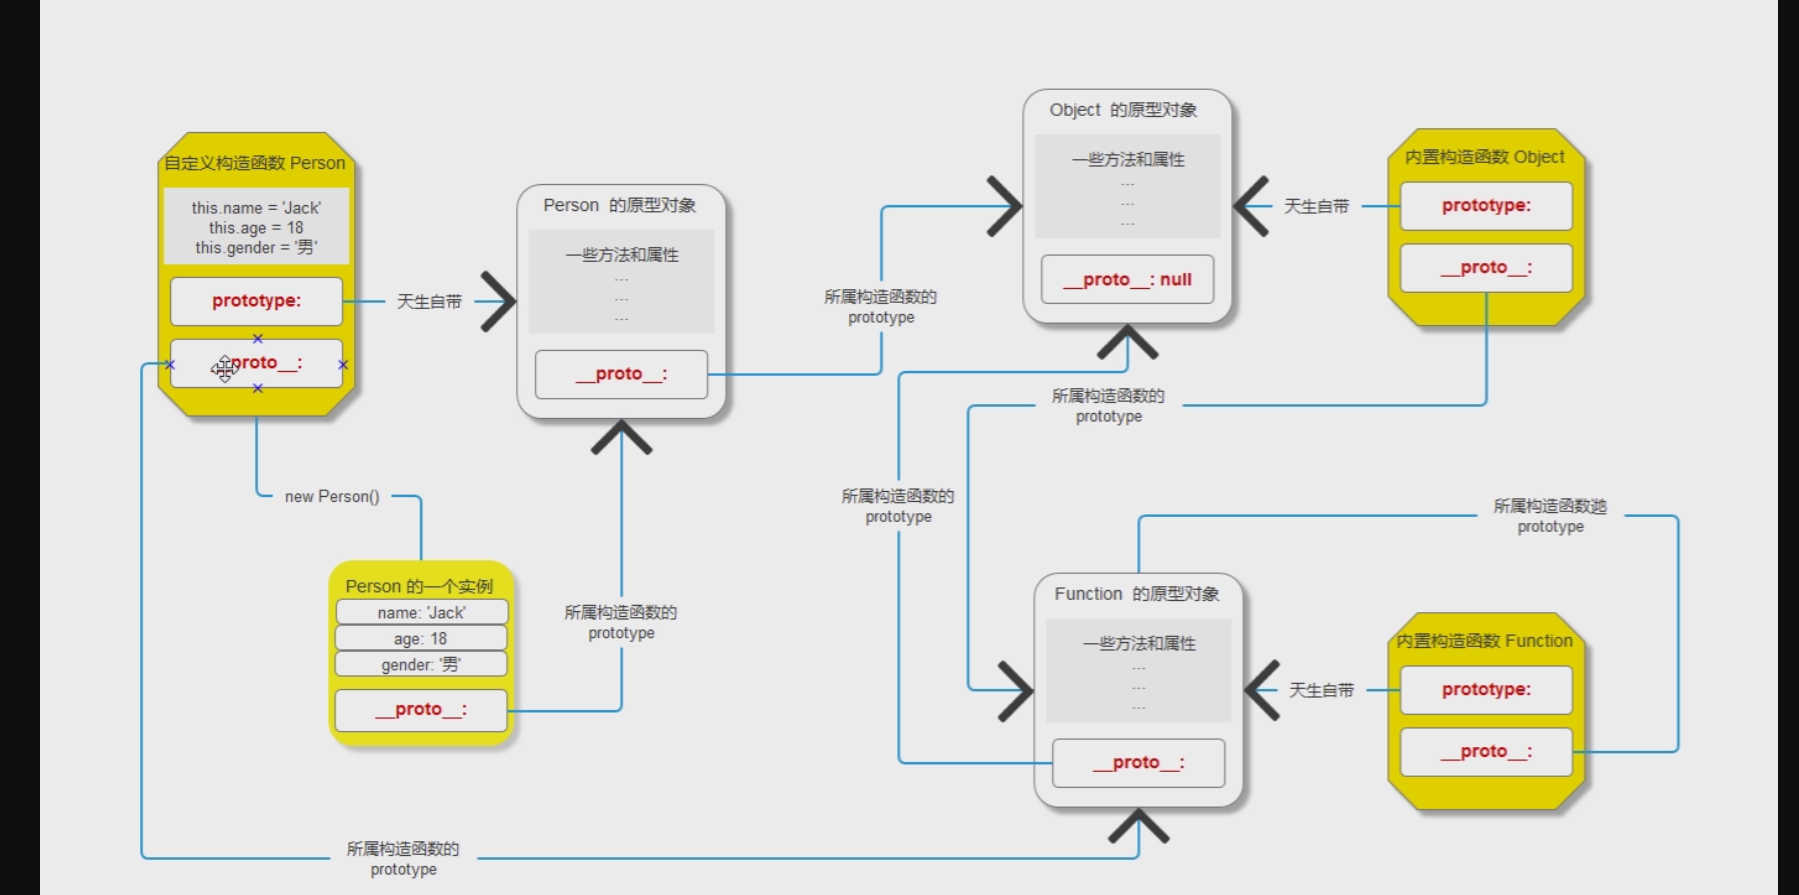 自定义构造函数 Person
this.name = 'Jack'
this.age = 18
this.gender = '男'
prototype:
__proto__:
天生自带
Person 的原型对象
一些方法和属性
...
...
...
__proto__:
所属构造函数的
prototype
Object 的原型对象
一些方法和属性
...
...
...
__proto__: null
天生自带
内置构造函数 Object
prototype:
__proto__:
所属构造函数的
prototype
所属构造函数的
prototype
new Person()
Person 的一个实例
name: 'Jack'
age: 18
gender: '男'
__proto__:
所属构造函数的
prototype
Function 的原型对象
一些方法和属性
...
...
...
__proto__:
天生自带
内置构造函数 Function
prototype:
__proto__:
所属构造函数
prototype
所属构造函数的
prototype